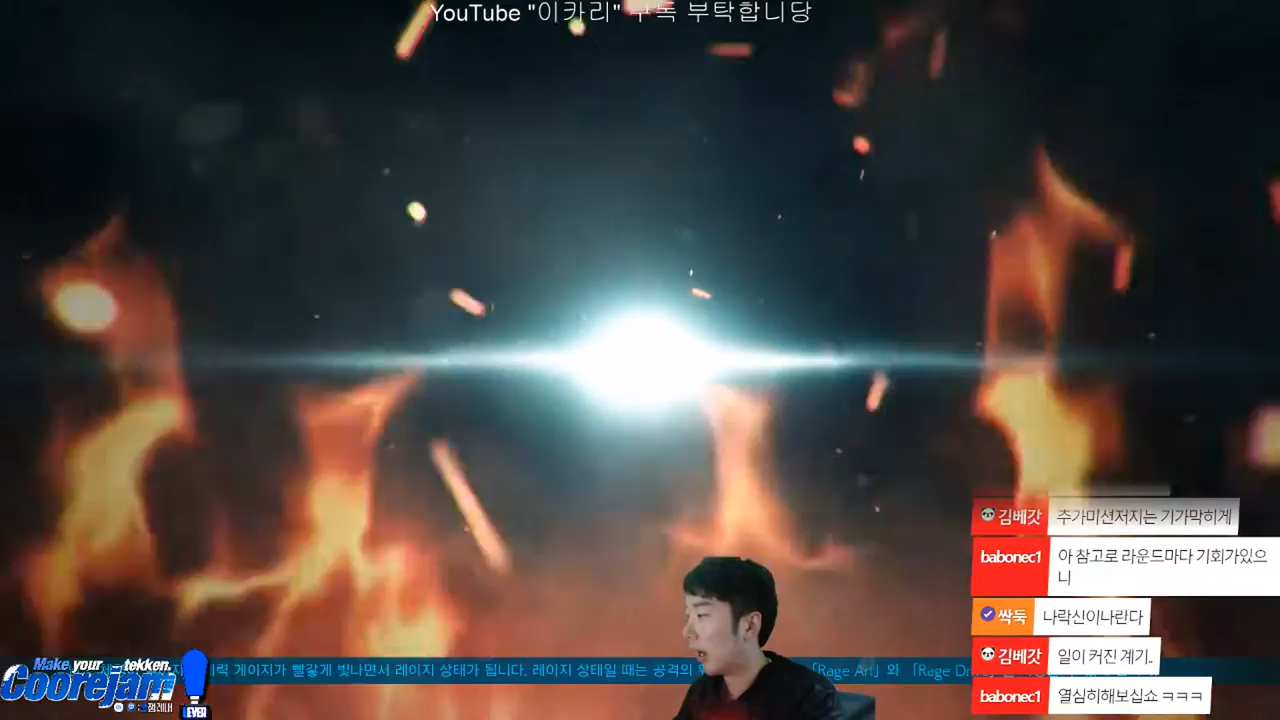 YouTube "이카리" 구독 부탁합니당
김베갓 추가미션저지는 기가막히게
babonec1 아 참고로 라운드마다 기회가있으
니
싹둑 나락신이나란다
김베갓 일이 커진 계기..
babonec1 열심히해보십쇼 ㅋㅋㅋ
게이지가 빨갛게 빛나면서 레이지 상태가 됩니다. 레이지 상태일 때는 공격의 「Rage Art」와 「Rage
Make your tekken.
Coorejam
LEVER